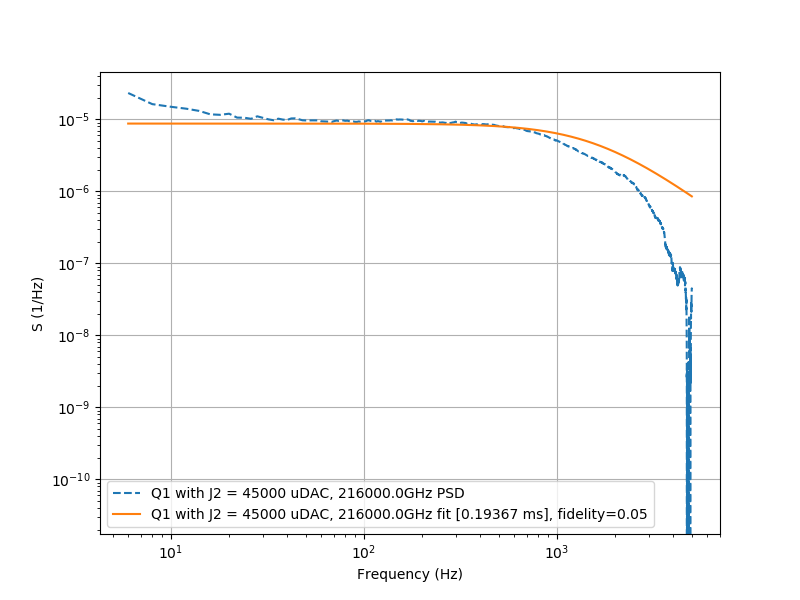 S (1/Hz)
10⁻⁵
10⁻⁶
10⁻⁷
10⁻⁸
10⁻⁹
10⁻¹⁰
Q1 with J2 = 45000 uDAC, 216000.0GHz PSD
Q1 with J2 = 45000 uDAC, 216000.0GHz fit [0.19367 ms], fidelity=0.05
10¹ 10² 10³
Frequency (Hz)